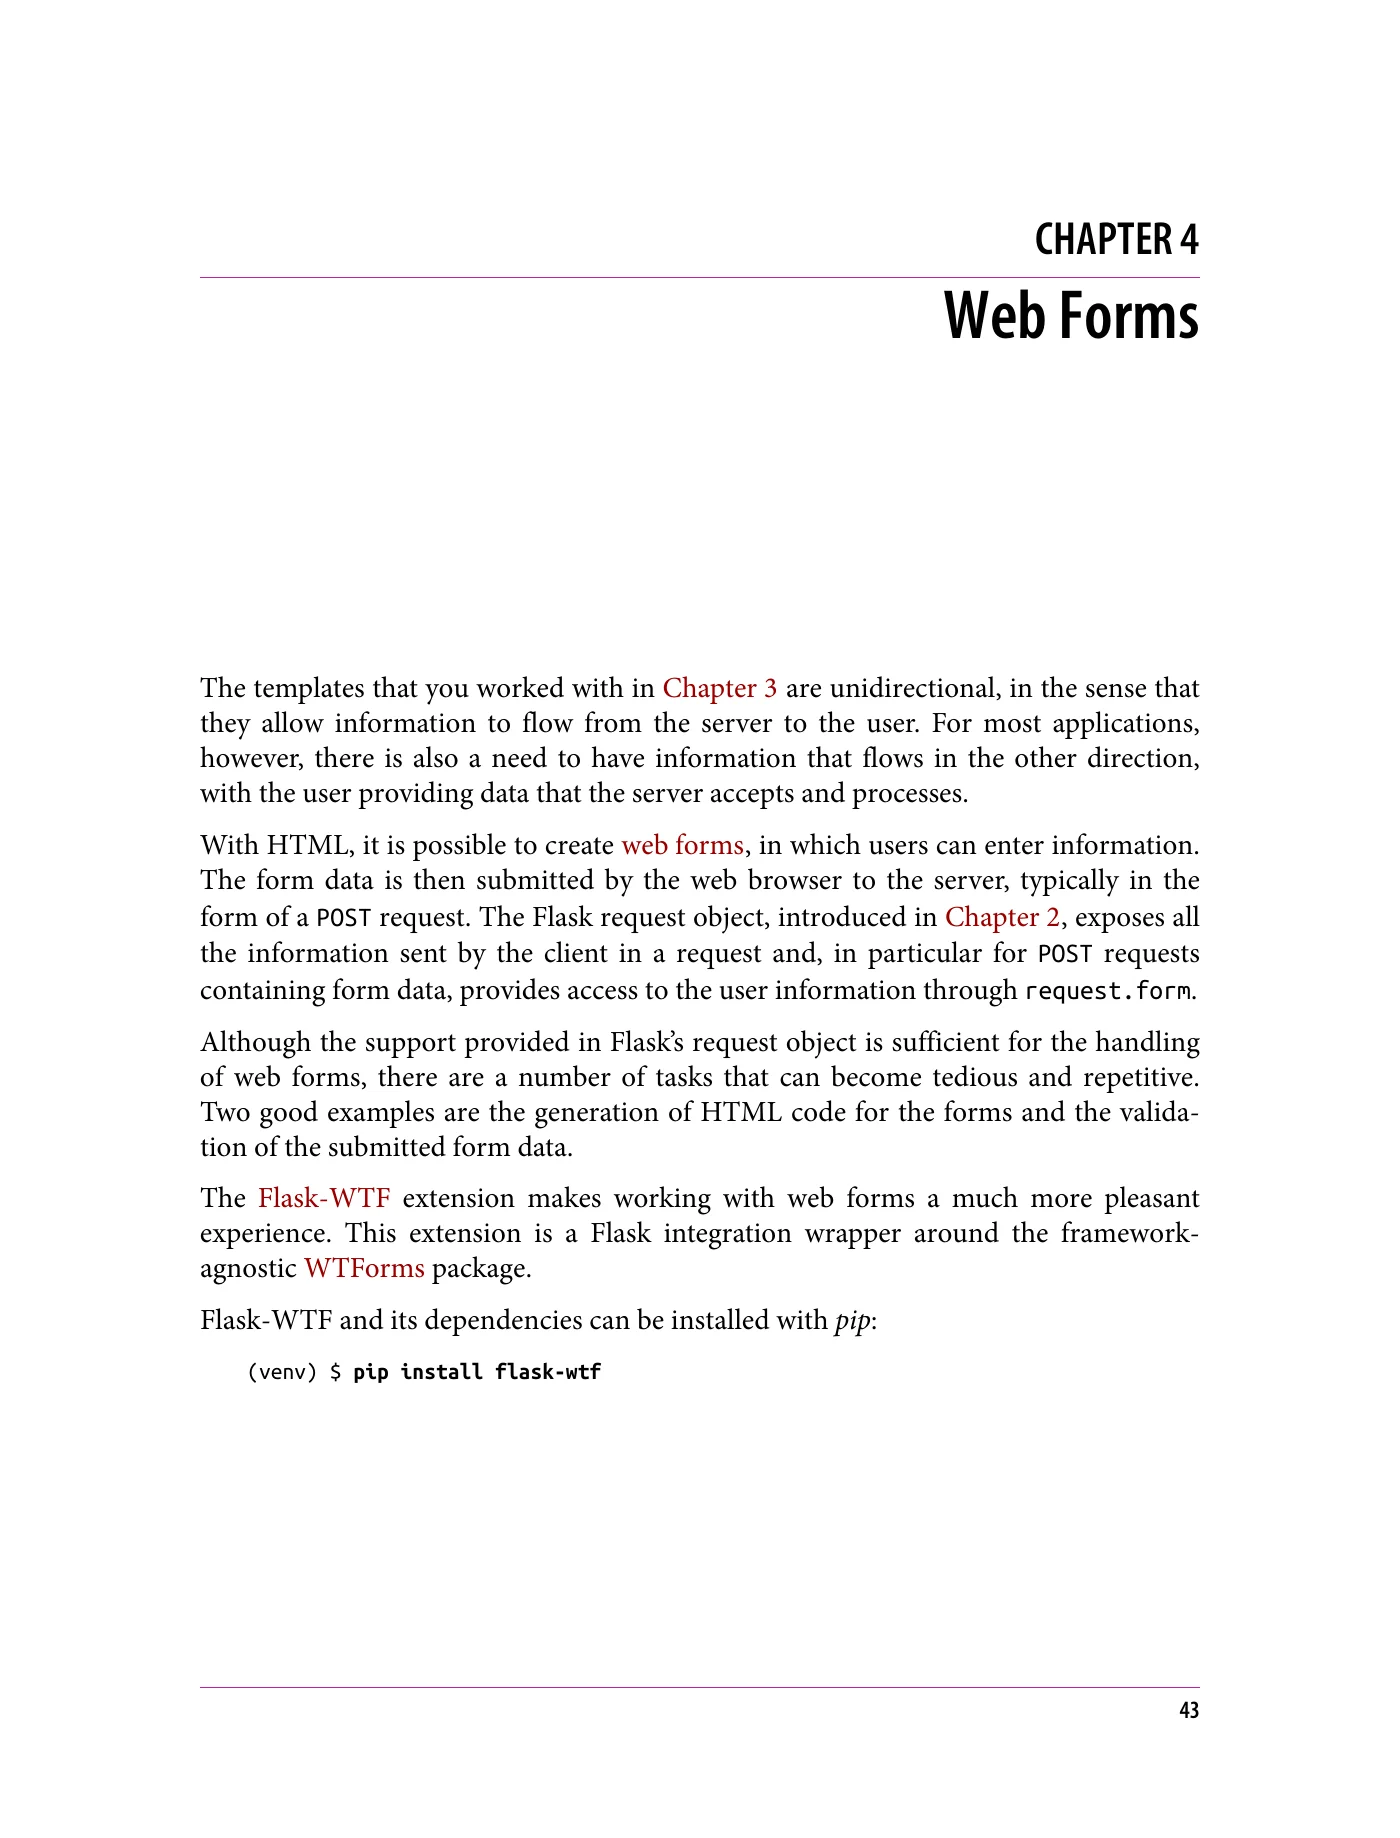 CHAPTER 4
Web Forms
The templates that you worked with in Chapter 3 are unidirectional, in the sense that
they allow information to flow from the server to the user. For most applications,
however, there is also a need to have information that flows in the other direction,
with the user providing data that the server accepts and processes.
With HTML, it is possible to create web forms, in which users can enter information.
The form data is then submitted by the web browser to the server, typically in the
form of a POST request. The Flask request object, introduced in Chapter 2, exposes all
the information sent by the client in a request and, in particular for POST requests
containing form data, provides access to the user information through request.form.
Although the support provided in Flask’s request object is sufficient for the handling
of web forms, there are a number of tasks that can become tedious and repetitive.
Two good examples are the generation of HTML code for the forms and the valida-
tion of the submitted form data.
The Flask-WTF extension makes working with web forms a much more pleasant
experience. This extension is a Flask integration wrapper around the framework-
agnostic WTForms package.
Flask-WTF and its dependencies can be installed with pip:
(venv) $ pip install flask-wtf
43